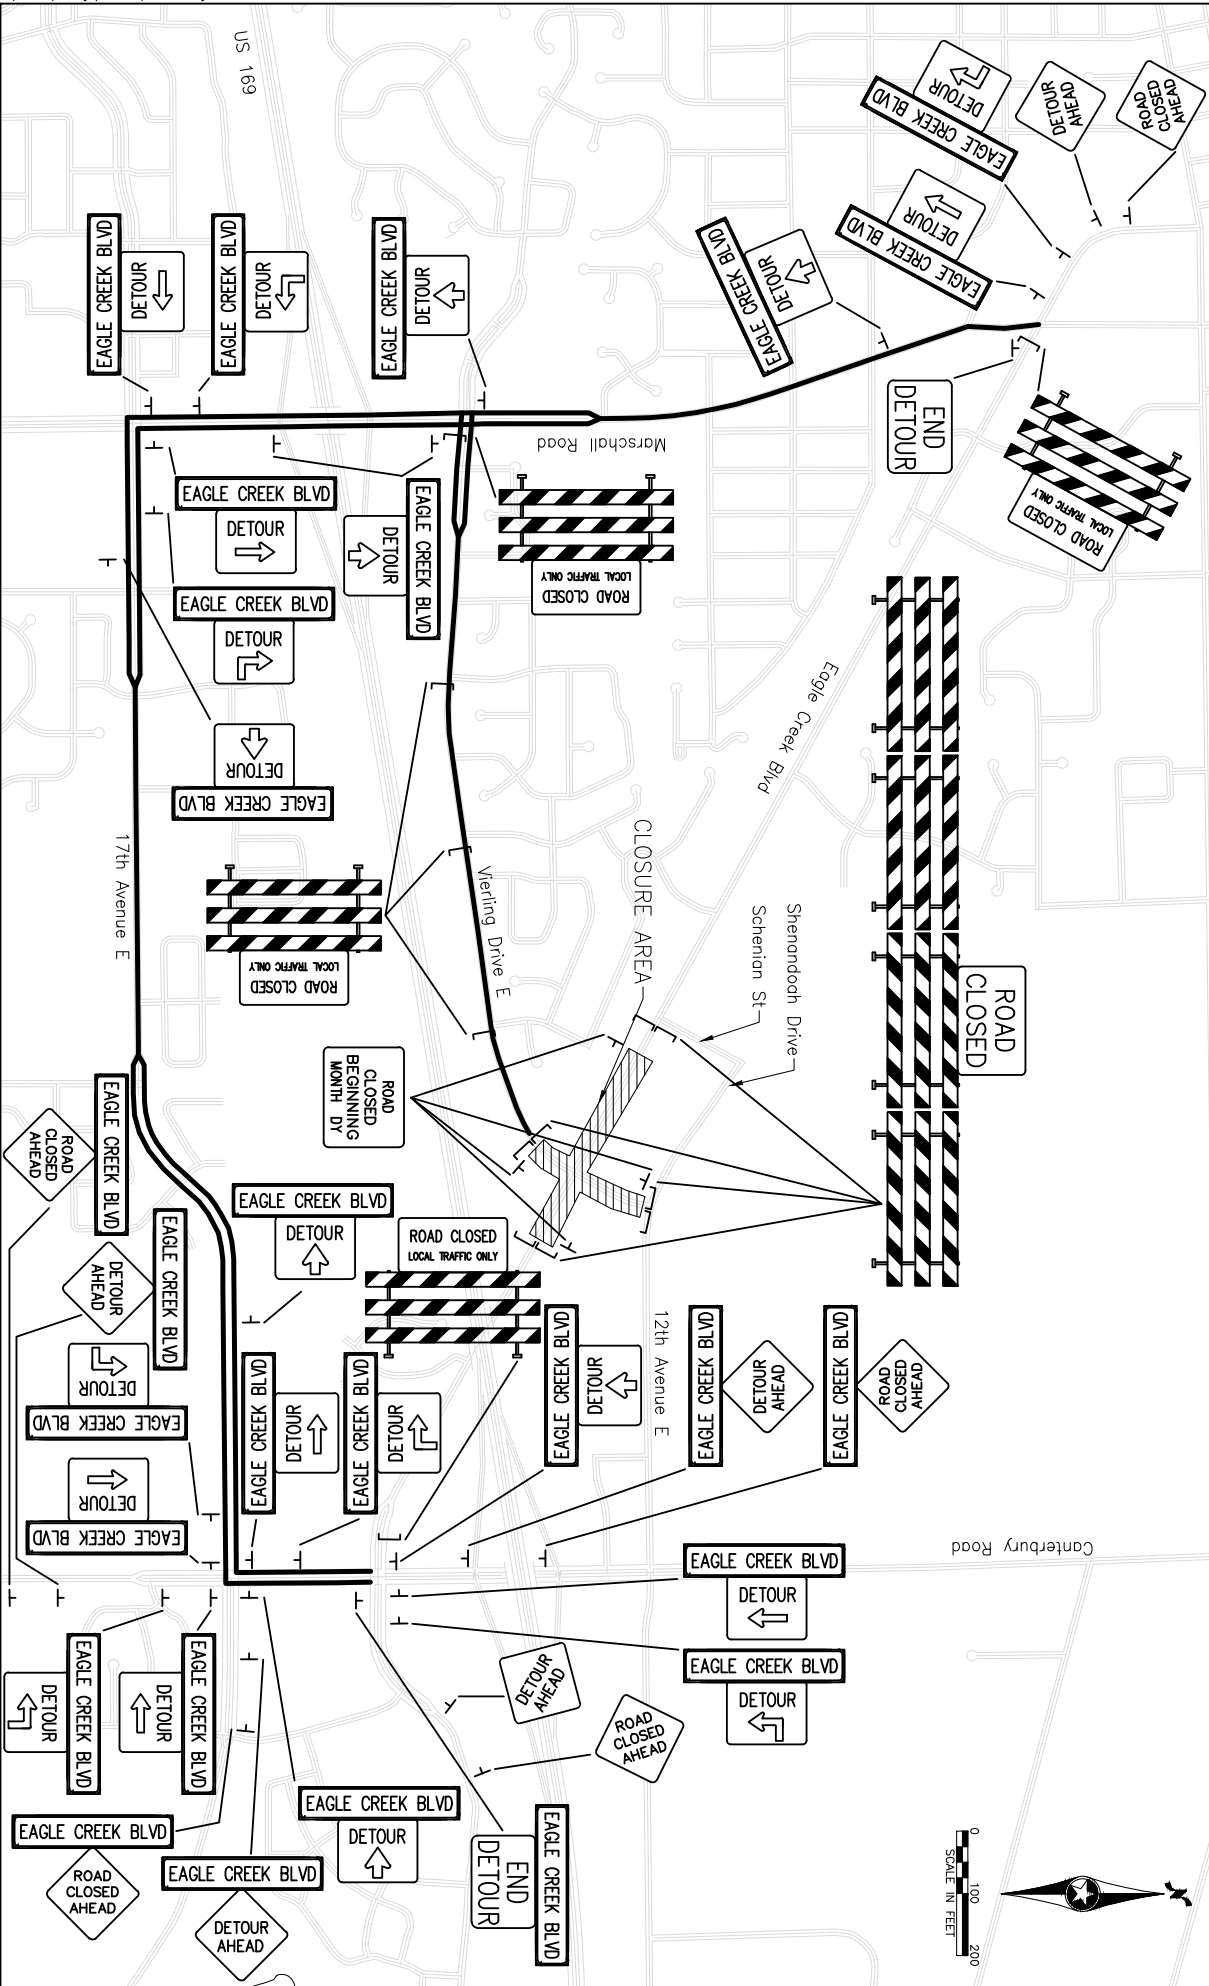 US 169
DETOUR
EAGLE CREEK BLVD
DETOUR
AHEAD
ROAD
CLOSED
AHEAD
DETOUR
EAGLE CREEK BLVD
DETOUR
EAGLE CREEK BLVD
EAGLE CREEK BLVD
DETOUR
EAGLE CREEK BLVD
DETOUR
EAGLE CREEK BLVD
DETOUR
END
DETOUR
ROAD CLOSED
LOCAL TRAFFIC ONLY
Marschall Road
EAGLE CREEK BLVD
DETOUR
EAGLE CREEK BLVD
DETOUR
ROAD CLOSED
LOCAL TRAFFIC ONLY
EAGLE CREEK BLVD
DETOUR
DETOUR
EAGLE CREEK BLVD
Eagle Creek Blvd
17th Avenue E
ROAD CLOSED
LOCAL TRAFFIC ONLY
Vierling Drive E
CLOSURE AREA
Schenian St
Shenandoah Drive
ROAD
CLOSED
ROAD
CLOSED
BEGINNING
MONTH DY
EAGLE CREEK BLVD
ROAD
CLOSED
AHEAD
EAGLE CREEK BLVD
DETOUR
AHEAD
EAGLE CREEK BLVD
DETOUR
ROAD CLOSED
LOCAL TRAFFIC ONLY
DETOUR
EAGLE CREEK BLVD
DETOUR
EAGLE CREEK BLVD
EAGLE CREEK BLVD
DETOUR
EAGLE CREEK BLVD
DETOUR
EAGLE CREEK BLVD
DETOUR
12th Avenue E
EAGLE CREEK BLVD
DETOUR
AHEAD
EAGLE CREEK BLVD
ROAD
CLOSED
AHEAD
Canterbury Road
EAGLE CREEK BLVD
DETOUR
EAGLE CREEK BLVD
DETOUR
EAGLE CREEK BLVD
DETOUR
EAGLE CREEK BLVD
DETOUR
DETOUR
AHEAD
ROAD
CLOSED
AHEAD
EAGLE CREEK BLVD
ROAD
CLOSED
AHEAD
EAGLE CREEK BLVD
DETOUR
AHEAD
EAGLE CREEK BLVD
DETOUR
EAGLE CREEK BLVD
END
DETOUR
0 100 200
SCALE IN FEET
N